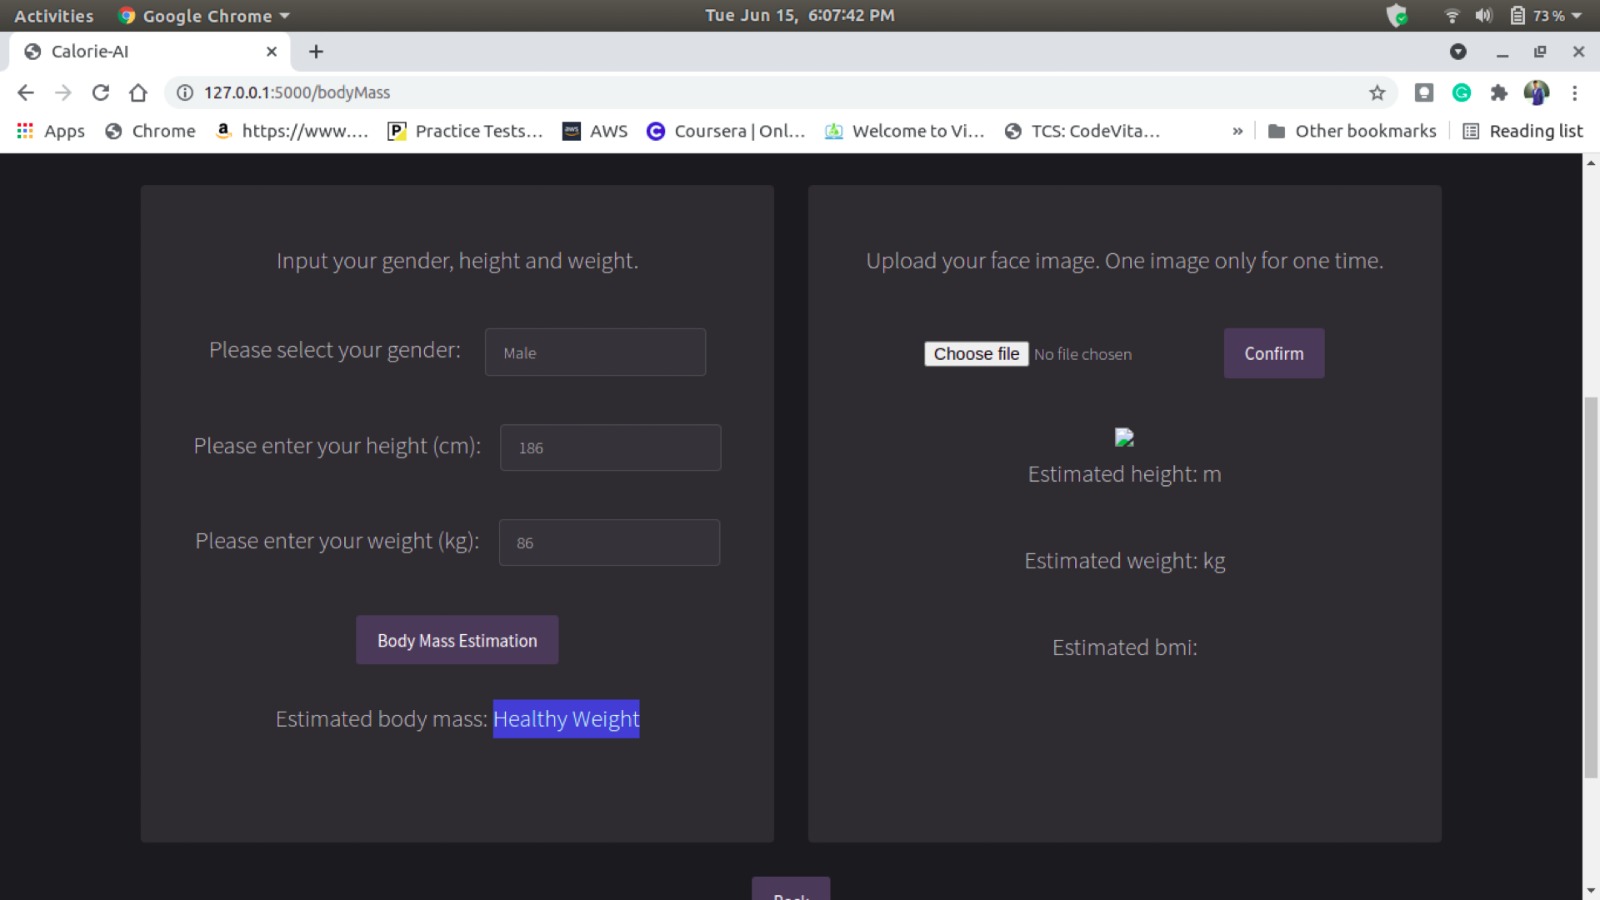 Activities Google Chrome Tue Jun 15, 6:07:42 PM 73 %
Calorie-AI
127.0.0.1:5000/bodyMass
Apps Chrome https://www.... Practice Tests... AWS Coursera | Onl... Welcome to Vi... TCS: CodeVita... » Other bookmarks Reading list
Input your gender, height and weight.
Please select your gender: Male
Please enter your height (cm): 186
Please enter your weight (kg): 86
Body Mass Estimation
Estimated body mass: Healthy Weight
Upload your face image. One image only for one time.
Choose file No file chosen Confirm
Estimated height: m
Estimated weight: kg
Estimated bmi:
Back